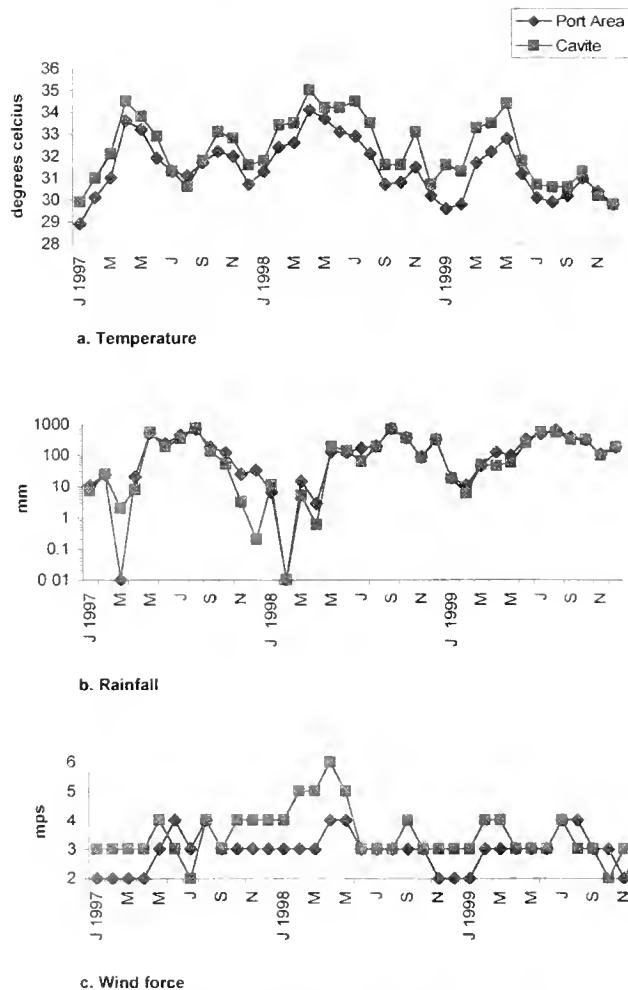 Port Area
Cavite
36
35
34
33
32
31
30
29
28
degrees celcius
J 1997
M
M
J
S
N
J 1998
M
M
J
S
N
J 1999
M
M
J
S
N
a. Temperature
1000
100
10
1
0.1
0 01
mm
J 1997
M
M
J
S
N
J 1998
M
M
J
S
N
J 1999
M
M
J
S
N
b. Rainfall
6
5
4
3
2
mps
J 1997
M
M
J
S
N
J 1998
M
M
J
S
N
J 1999
M
M
J
S
N
c. Wind force